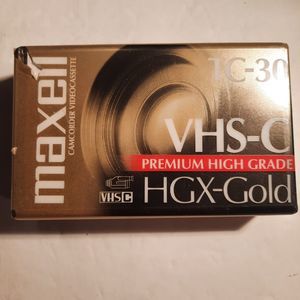 maxell
CAMCORDER VIDEOCASSETTE
TC-30
VHS-C
PREMIUM HIGH GRADE
HGX-Gold
VHS C